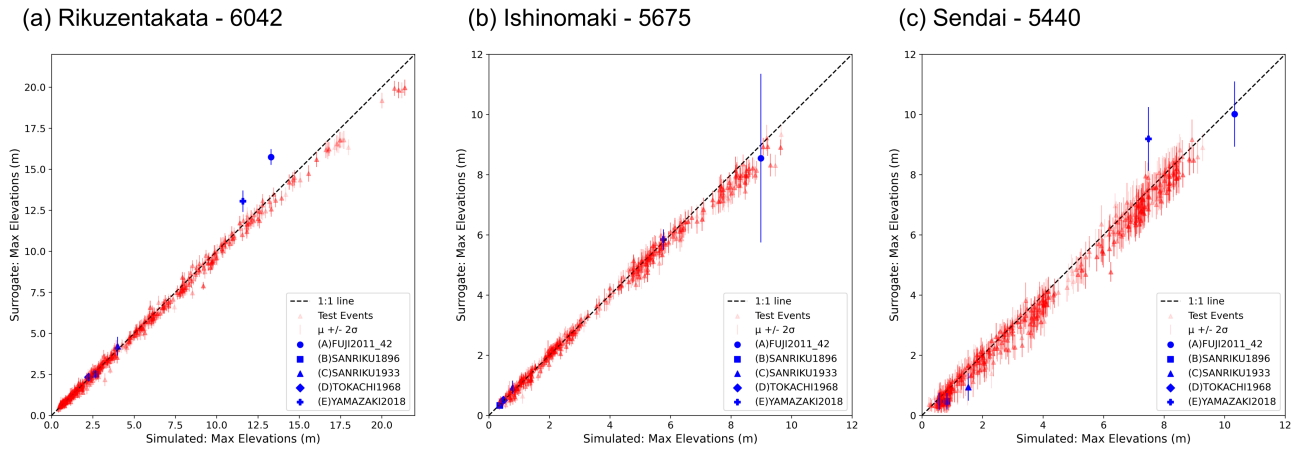 (a) Rikuzentakata - 6042
(b) Ishinomaki - 5675
(c) Sendai - 5440
Surrogate: Max Elevations (m)
20.0
17.5
15.0
12.5
10.0
7.5
5.0
2.5
0.0
1:1 line
Test Events
μ +/- 2σ
(A)FUJI2011_42
(B)SANRIKU1896
(C)SANRIKU1933
(D)TOKACHI1968
(E)YAMAZAKI2018
0.0 2.5 5.0 7.5 10.0 12.5 15.0 17.5 20.0
Simulated: Max Elevations (m)
Surrogate: Max Elevations (m)
12
10
8
6
4
2
0
1:1 line
Test Events
μ +/- 2σ
(A)FUJI2011_42
(B)SANRIKU1896
(C)SANRIKU1933
(D)TOKACHI1968
(E)YAMAZAKI2018
0 2 4 6 8 10 12
Simulated: Max Elevations (m)
Surrogate: Max Elevations (m)
12
10
8
6
4
2
0
1:1 line
Test Events
μ +/- 2σ
(A)FUJI2011_42
(B)SANRIKU1896
(C)SANRIKU1933
(D)TOKACHI1968
(E)YAMAZAKI2018
0 2 4 6 8 10 12
Simulated: Max Elevations (m)